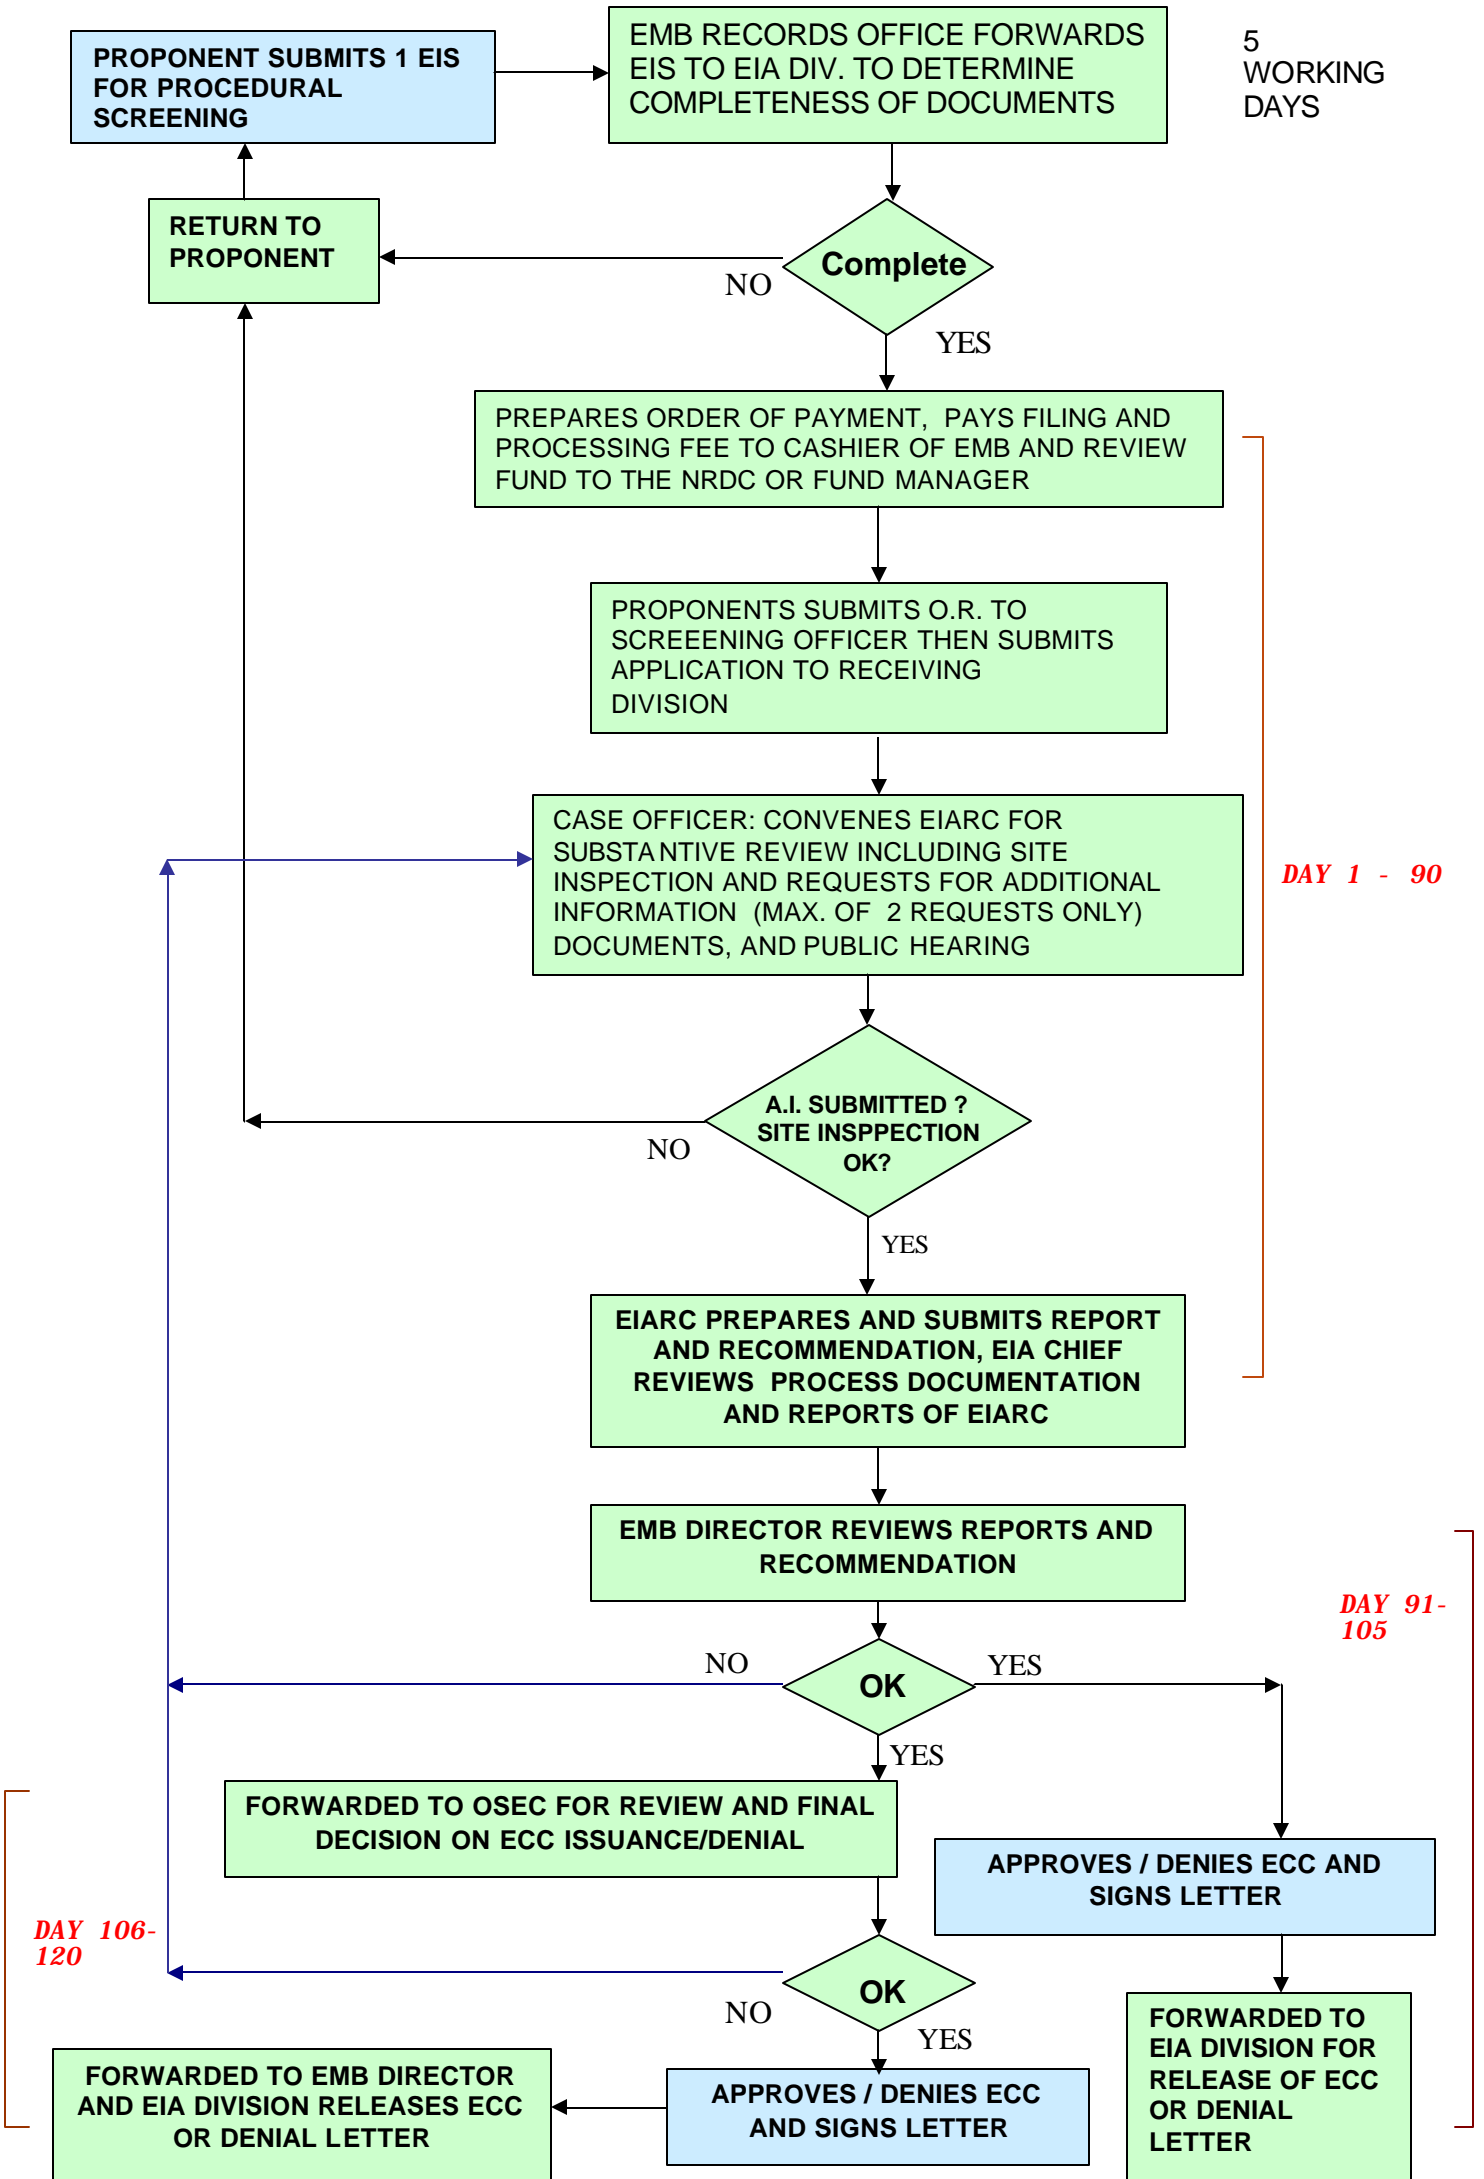 PROPONENT SUBMITS 1 EIS
FOR PROCEDURAL
SCREENING
EMB RECORDS OFFICE FORWARDS
EIS TO EIA DIV. TO DETERMINE
COMPLETENESS OF DOCUMENTS
5
WORKING
DAYS
RETURN TO
PROPONENT
Complete
NO
YES
PREPARES ORDER OF PAYMENT, PAYS FILING AND
PROCESSING FEE TO CASHIER OF EMB AND REVIEW
FUND TO THE NRDC OR FUND MANAGER
PROPONENTS SUBMITS O.R. TO
SCREEENING OFFICER THEN SUBMITS
APPLICATION TO RECEIVING
DIVISION
CASE OFFICER: CONVENES EIARC FOR
SUBSTANTIVE REVIEW INCLUDING SITE
INSPECTION AND REQUESTS FOR ADDITIONAL
INFORMATION (MAX. OF 2 REQUESTS ONLY)
DOCUMENTS, AND PUBLIC HEARING
DAY 1 - 90
A.I. SUBMITTED ?
SITE INSPPECTION
OK?
NO
YES
EIARC PREPARES AND SUBMITS REPORT
AND RECOMMENDATION, EIA CHIEF
REVIEWS PROCESS DOCUMENTATION
AND REPORTS OF EIARC
EMB DIRECTOR REVIEWS REPORTS AND
RECOMMENDATION
DAY 91-
105
NO
OK
YES
YES
FORWARDED TO OSEC FOR REVIEW AND FINAL
DECISION ON ECC ISSUANCE/DENIAL
APPROVES / DENIES ECC AND
SIGNS LETTER
DAY 106-
120
OK
NO
YES
FORWARDED TO
EIA DIVISION FOR
RELEASE OF ECC
OR DENIAL
LETTER
FORWARDED TO EMB DIRECTOR
AND EIA DIVISION RELEASES ECC
OR DENIAL LETTER
APPROVES / DENIES ECC
AND SIGNS LETTER